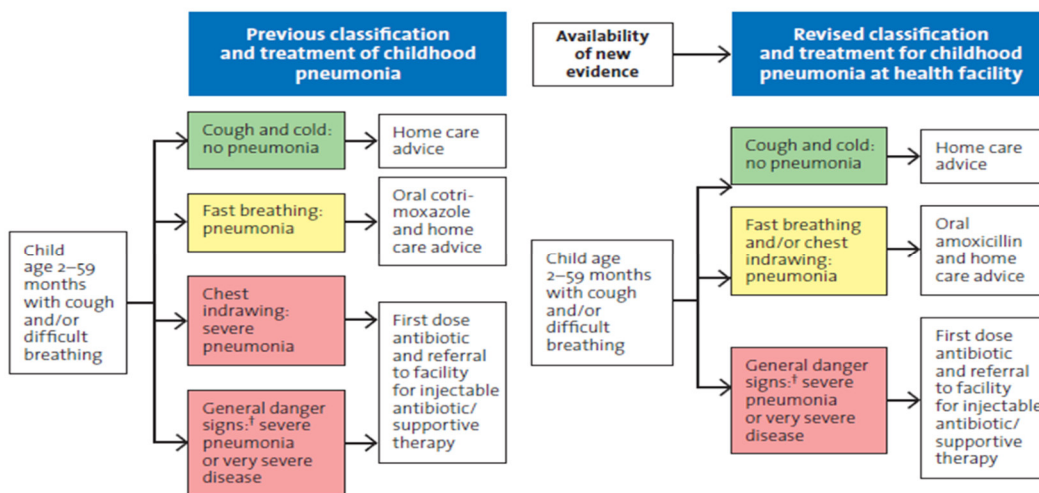 Previous classification
and treatment of childhood
pneumonia
Cough and cold:
no pneumonia
Home care
advice
Fast breathing:
pneumonia
Oral cotri-
moxazole
and home
care advice
Child
age 2–59
months
with cough
and/or
difficult
breathing
Chest
indrawing:
severe
pneumonia
First dose
antibiotic
and referral
to facility
for injectable
antibiotic/
supportive
therapy
General danger
signs:† severe
pneumonia
or very severe
disease
Availability
of new
evidence
Revised classification
and treatment for childhood
pneumonia at health facility
Cough and cold:
no pneumonia
Home care
advice
Child age
2–59 months
with cough
and/or
difficult
breathing
Fast breathing
and/or chest
indrawing:
pneumonia
Oral
amoxicillin
and home
care advice
General danger
signs:† severe
pneumonia
or very severe
disease
First dose
antibiotic
and referral
to facility
for injectable
antibiotic/
supportive
therapy